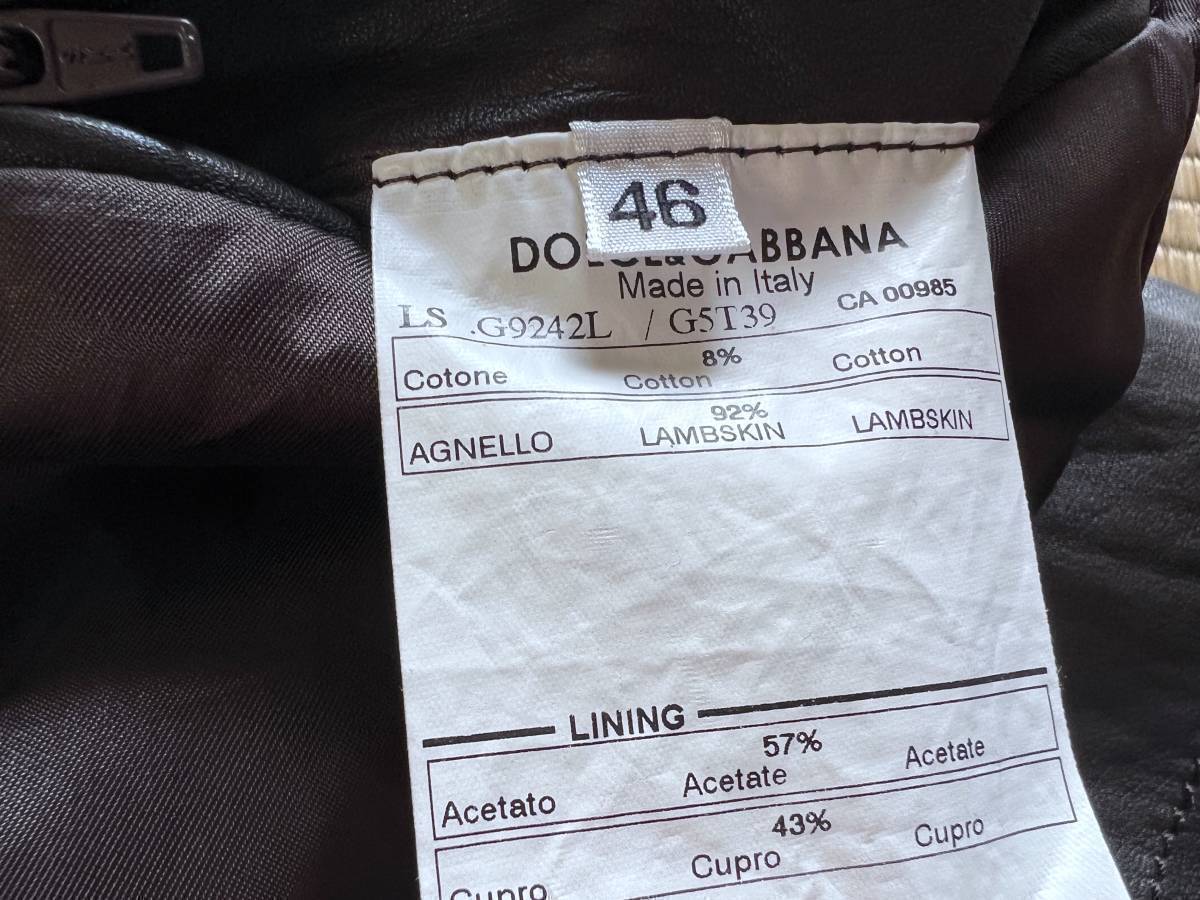 46
DOLCE&GABBANA
Made in Italy
LS .G9242L / G5T39 CA 00985
8%
Cotone Cotton Cotton
92%
AGNELLO LAMBSKIN LAMBSKIN
LINING
57%
Acetato Acetate Acetate
43%
Cupro Cupro Cupro